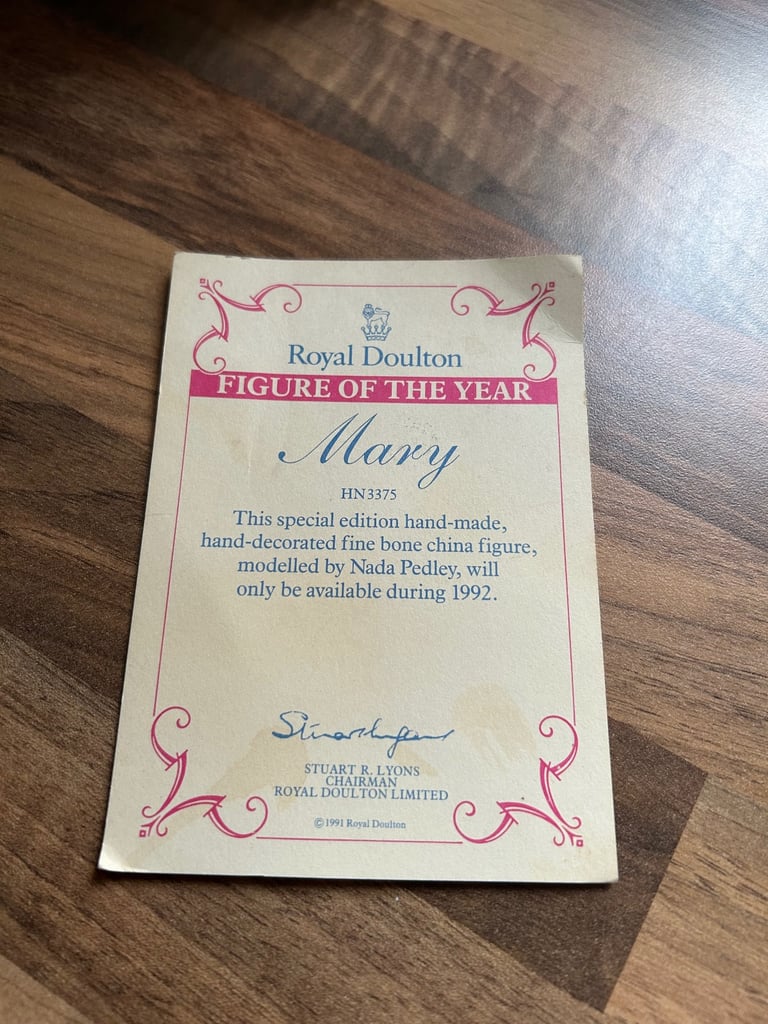 Royal Doulton
FIGURE OF THE YEAR
Mary
HN3375
This special edition hand-made,
hand-decorated fine bone china figure,
modelled by Nada Pedley, will
only be available during 1992.
STUART R. LYONS
CHAIRMAN
ROYAL DOULTON LIMITED
© 1991 Royal Doulton